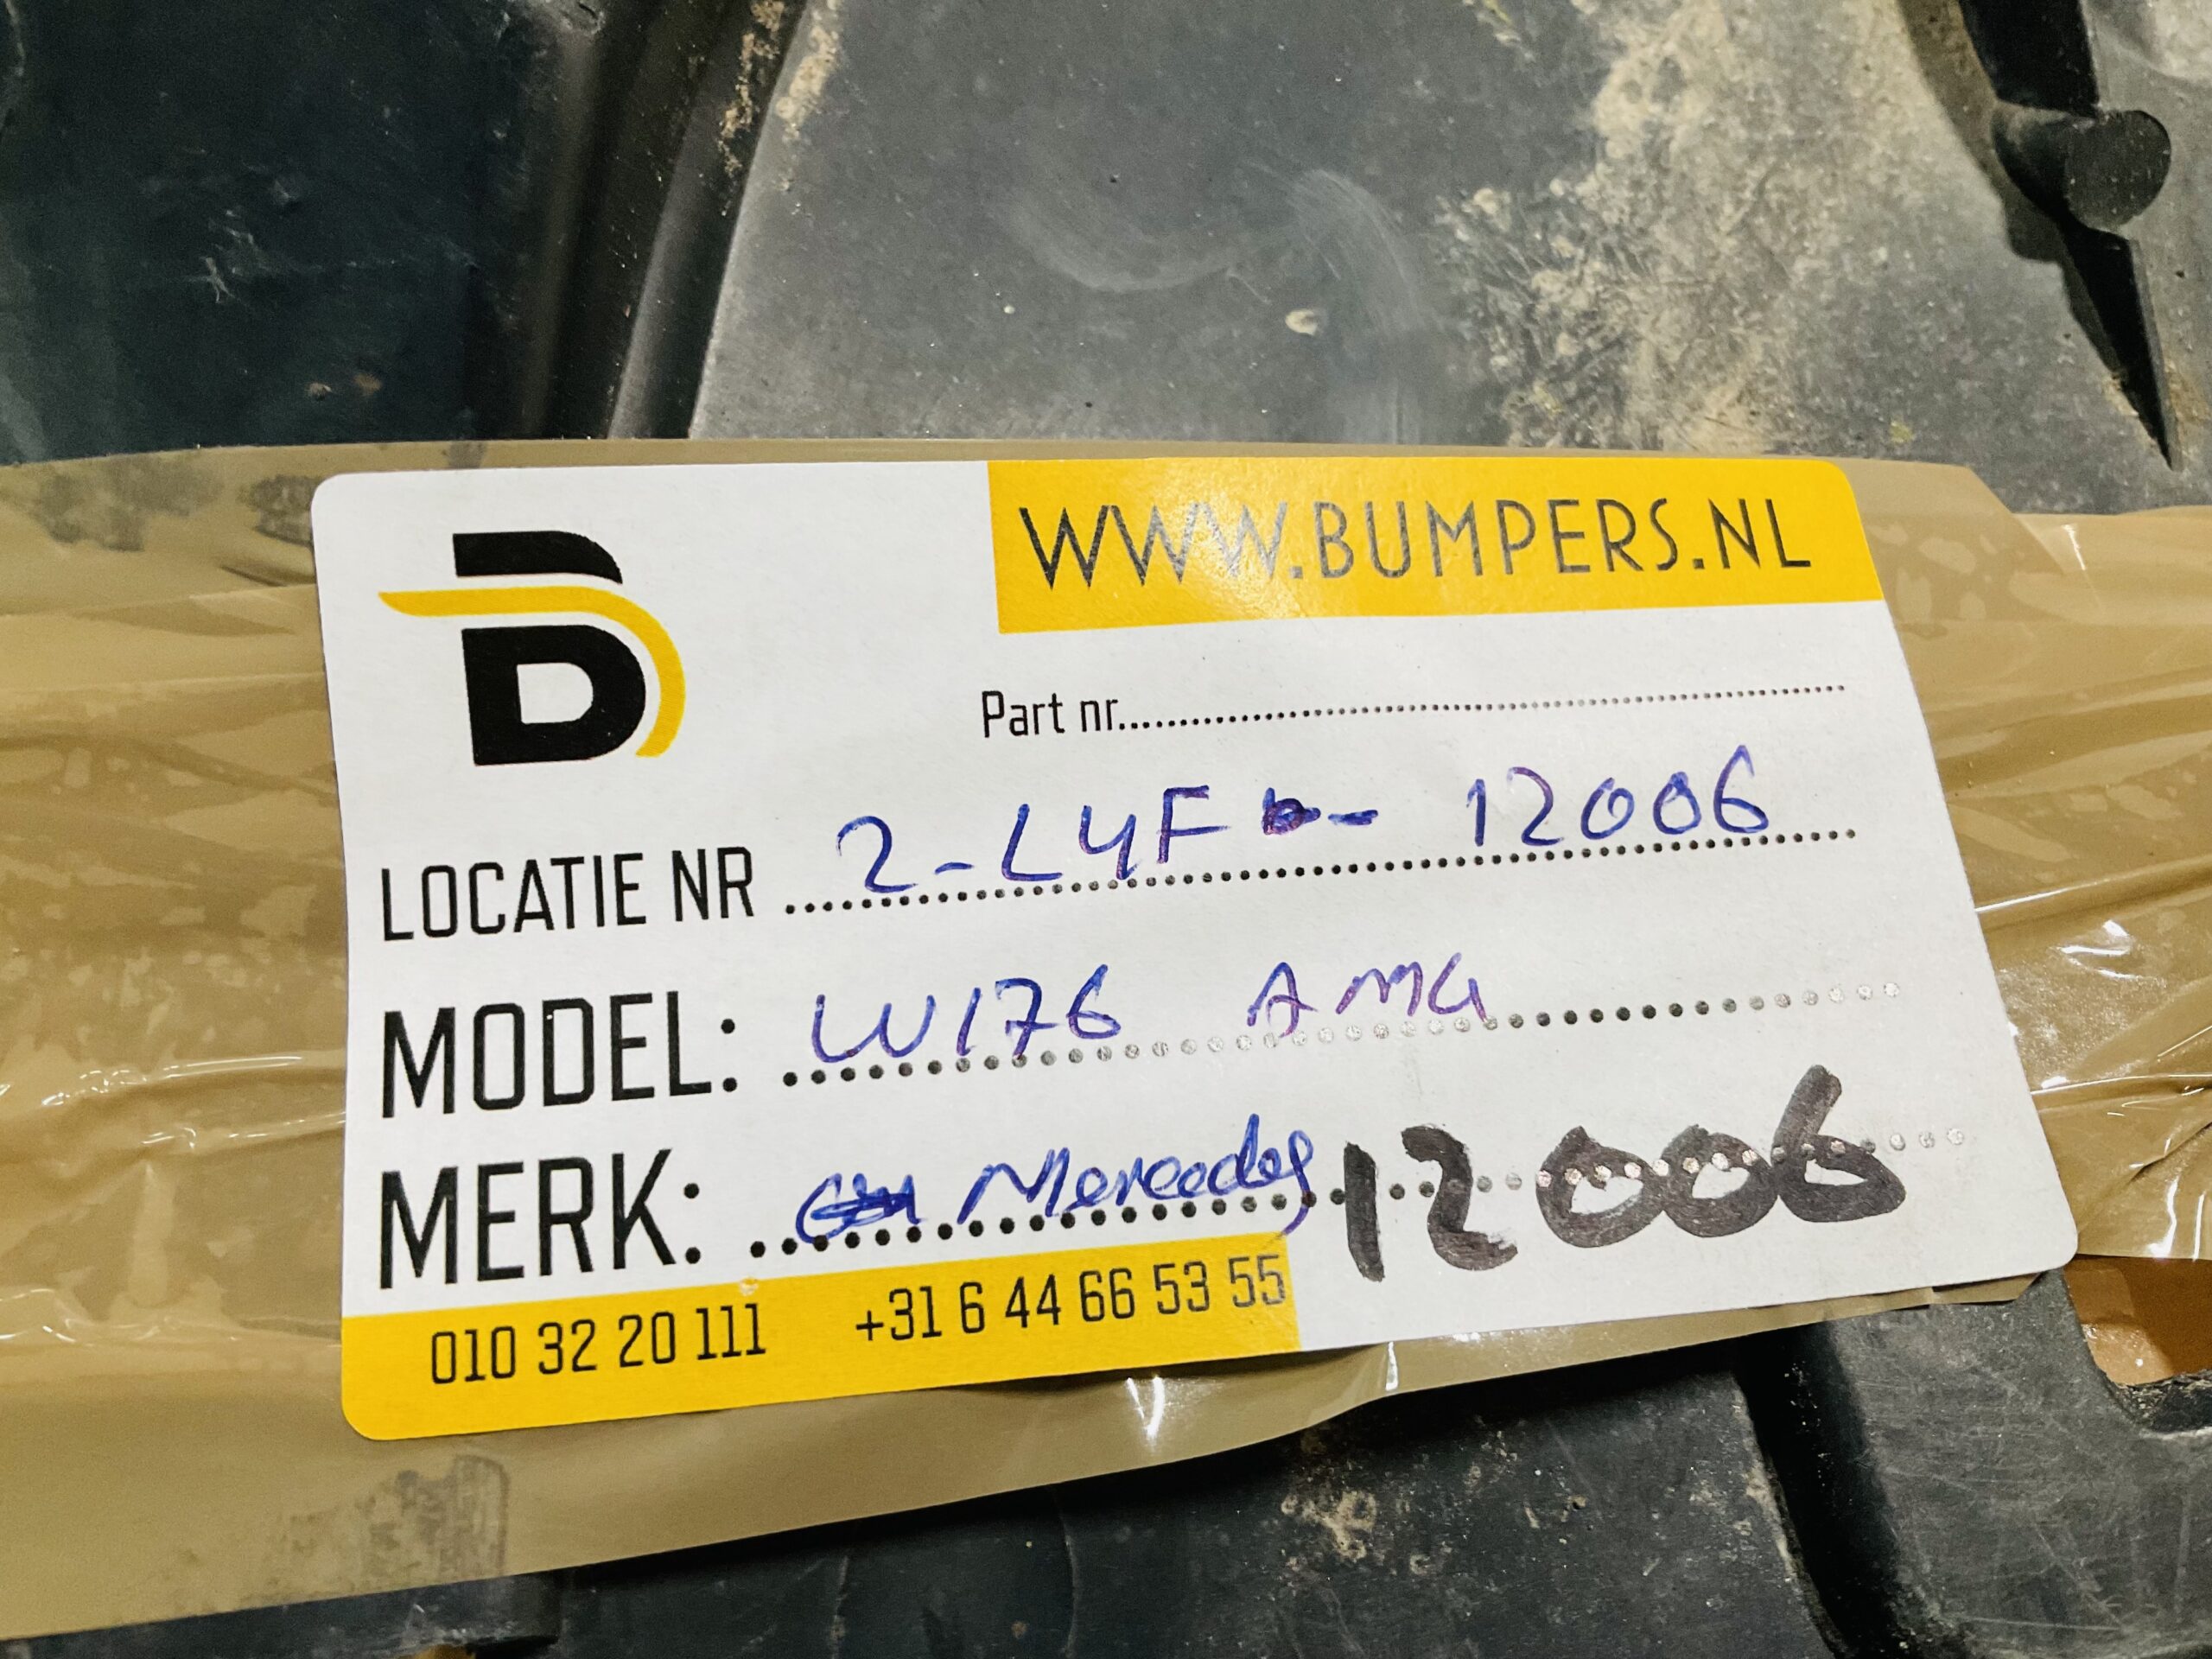 B
WWW.BUMPERS.NL
Part nr......
LOCATIE NR ...... 2-L4F - 12006
MODEL: ...... W176 AMG
MERK: ...... Mercedes 12006
010 32 20 111 +31 6 44 66 53 55